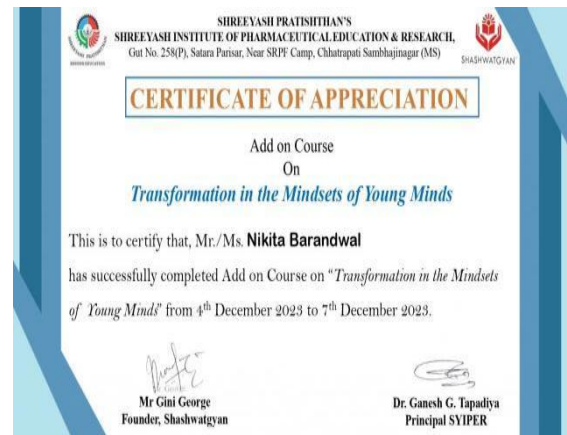 SHREEYASH PRATISHTHAN'S
SHREEYASH INSTITUTE OF PHARMACEUTICAL EDUCATION & RESEARCH,
Gut No. 258(P), Satara Parisar, Near SRPF Camp, Chhatrapati Sambhajinagar (MS)
SHASHWATGYAN
CERTIFICATE OF APPRECIATION
Add on Course
On
Transformation in the Mindsets of Young Minds
This is to certify that, Mr./Ms. Nikita Barandwal
has successfully completed Add on Course on "Transformation in the Mindsets
of Young Minds" from 4th December 2023 to 7th December 2023.
Mr Gini George
Founder, Shashwatgyan
Dr. Ganesh G. Tapadiya
Principal SYIPER